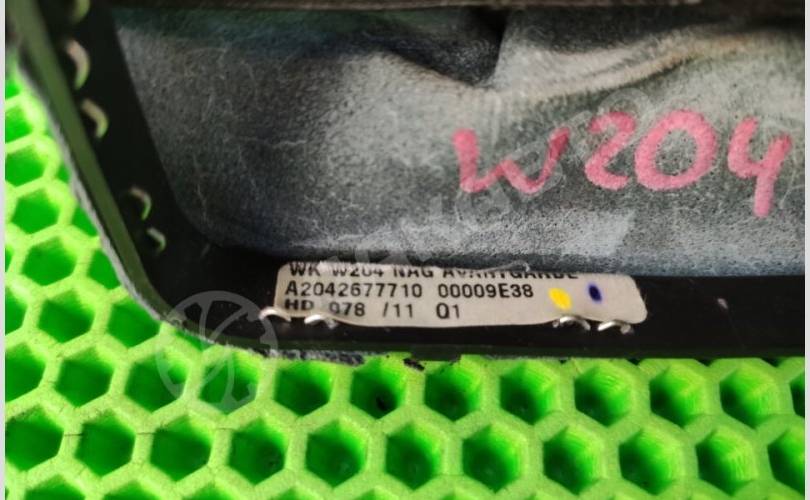 W204
WK W204 NAG AVANTGARDE
A2042677710 00009E38
HD 078 /11 Q1